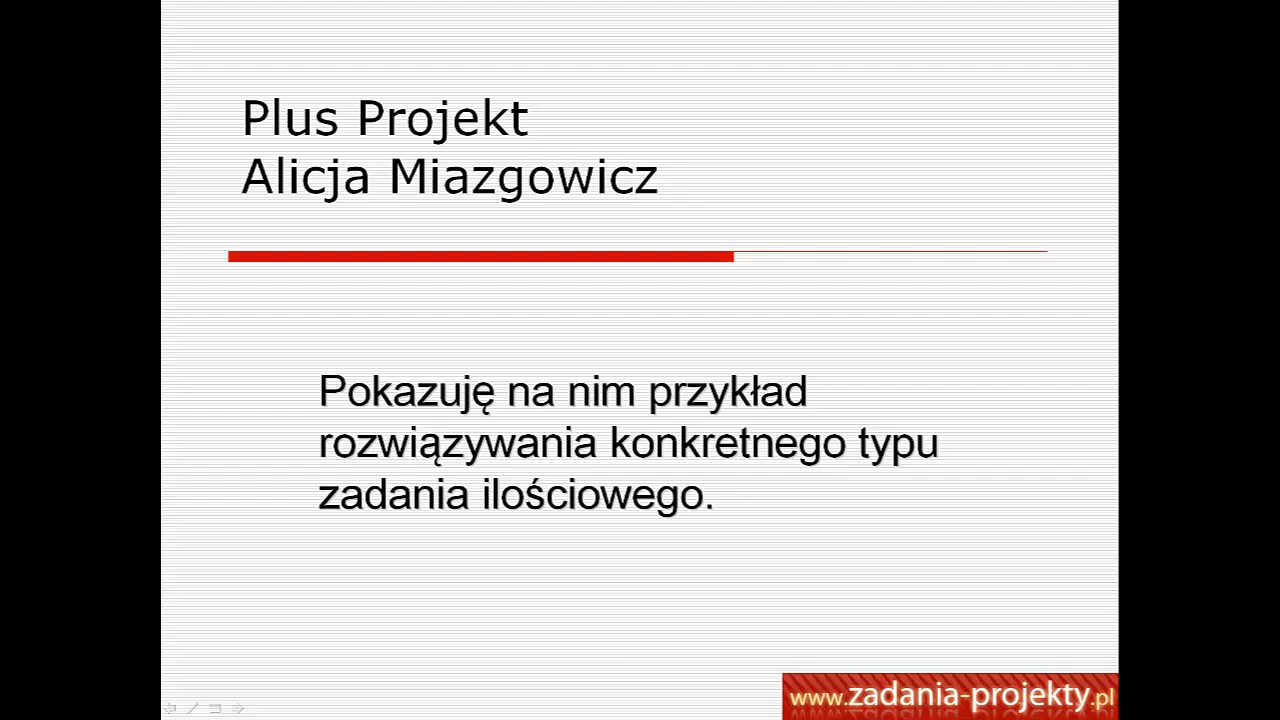 Plus Projekt
Alicja Miazgowicz
Pokazuję na nim przykład
rozwiązywania konkretnego typu
zadania ilościowego.
www.zadania-projekty.pl